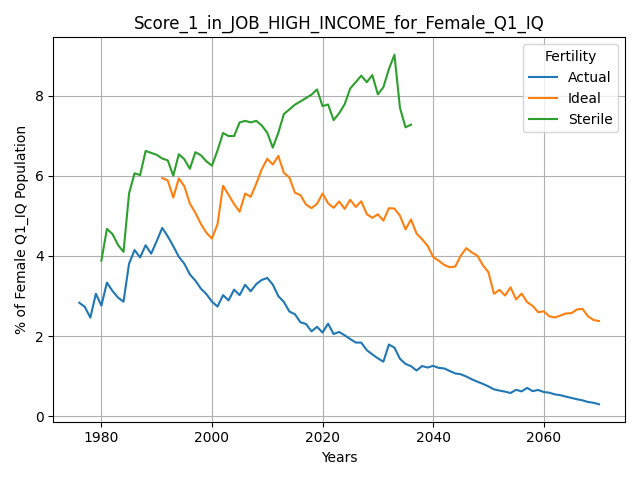 Score_1_in_JOB_HIGH_INCOME_for_Female_Q1_IQ
% of Female Q1_IQ Population
8
6
4
2
0
Fertility
Actual
Ideal
Sterile
1980 2000 2020 2040 2060
Years